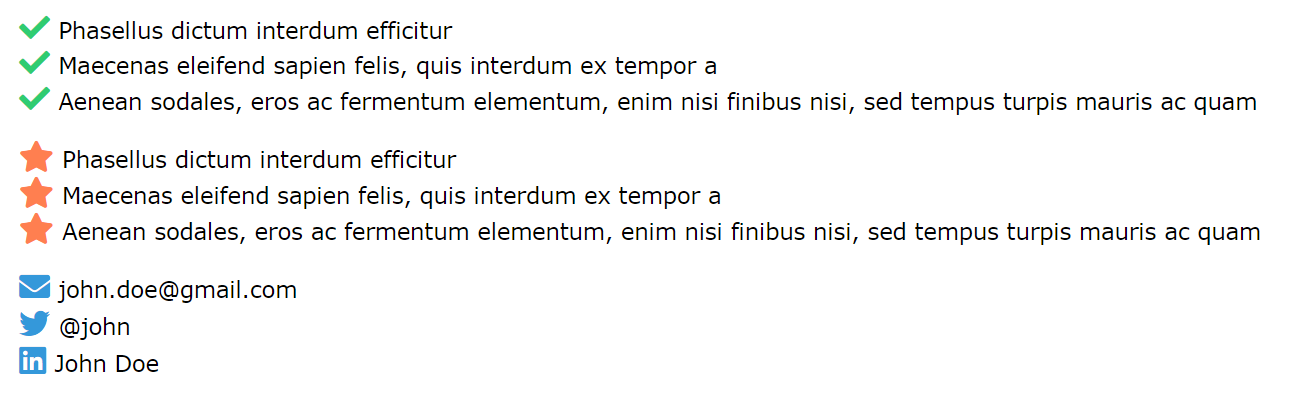 Phasellus dictum interdum efficitur
Maecenas eleifend sapien felis, quis interdum ex tempor a
Aenean sodales, eros ac fermentum elementum, enim nisi finibus nisi, sed tempus turpis mauris ac quam
Phasellus dictum interdum efficitur
Maecenas eleifend sapien felis, quis interdum ex tempor a
Aenean sodales, eros ac fermentum elementum, enim nisi finibus nisi, sed tempus turpis mauris ac quam
john.doe@gmail.com
@john
in John Doe